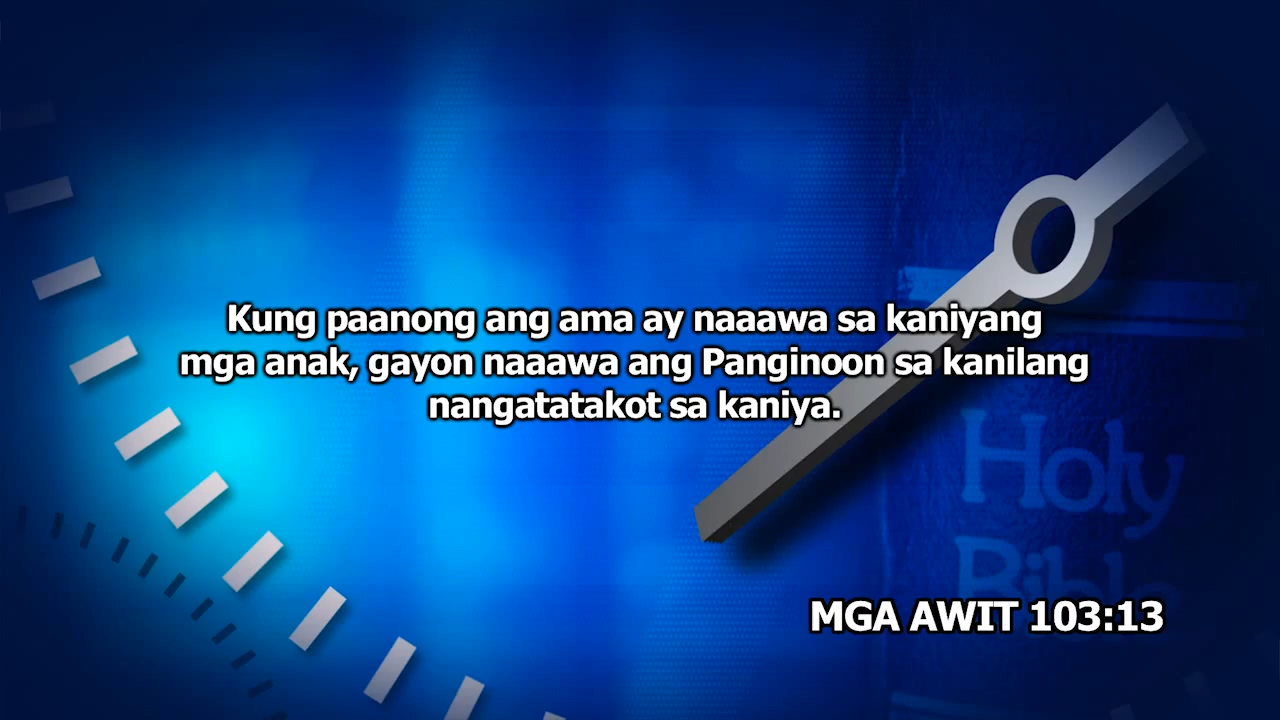 Kung paanong ang ama ay naaawa sa kaniyang
mga anak, gayon naaawa ang Panginoon sa kanilang
nangatatakot sa kaniya.
Holy
Bible
MGA AWIT 103:13